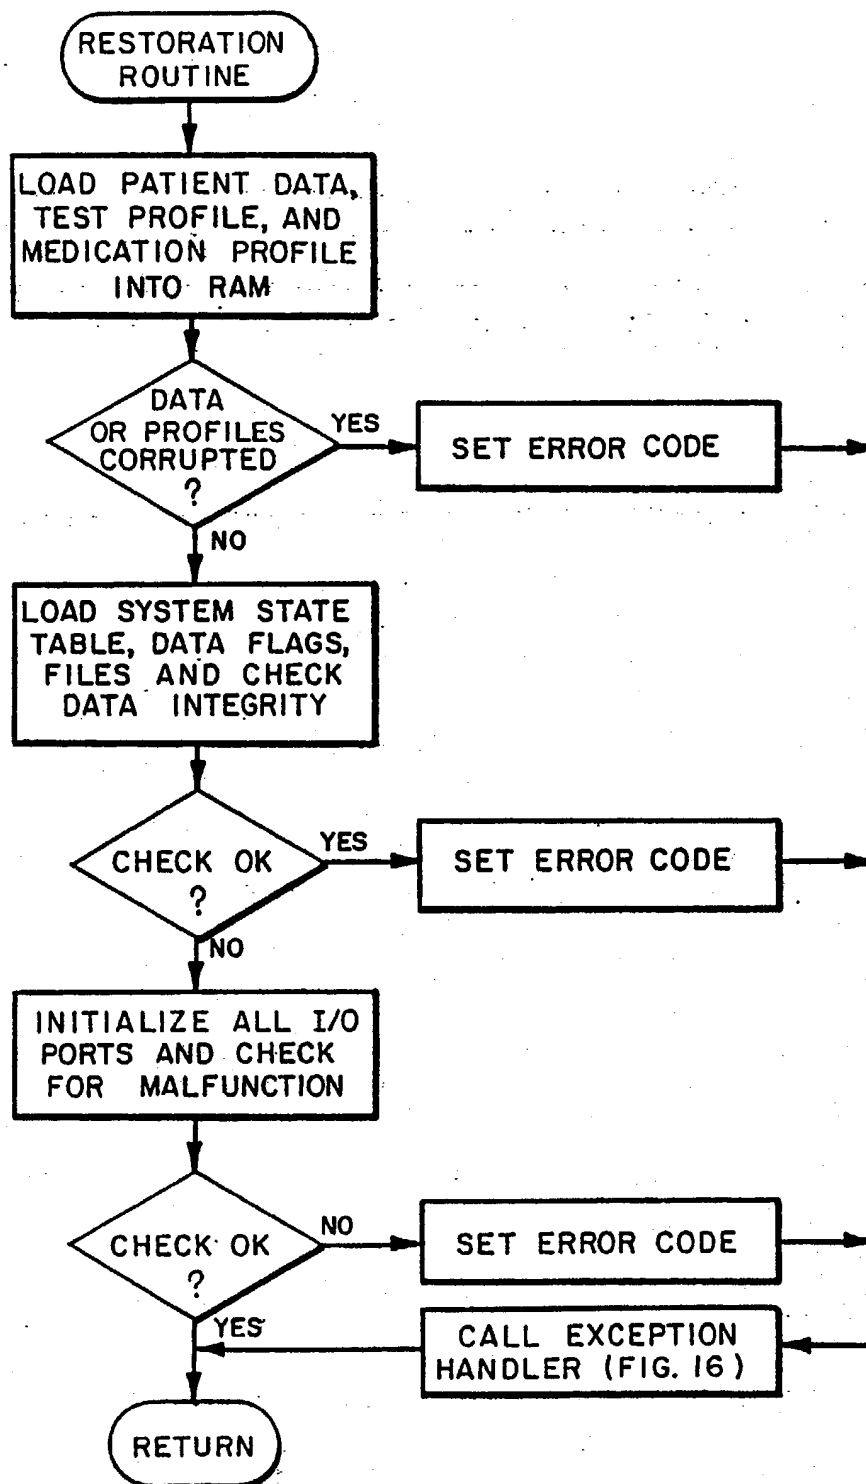 RESTORATION
ROUTINE
LOAD PATIENT DATA,
TEST PROFILE, AND
MEDICATION PROFILE
INTO RAM
DATA
OR PROFILES
CORRUPTED
?
YES
SET ERROR CODE
NO
LOAD SYSTEM STATE
TABLE, DATA FLAGS,
FILES AND CHECK
DATA INTEGRITY
CHECK OK
?
YES
SET ERROR CODE
NO
INITIALIZE ALL I/O
PORTS AND CHECK
FOR MALFUNCTION
CHECK OK
?
NO
SET ERROR CODE
YES
CALL EXCEPTION
HANDLER (FIG. 16)
RETURN